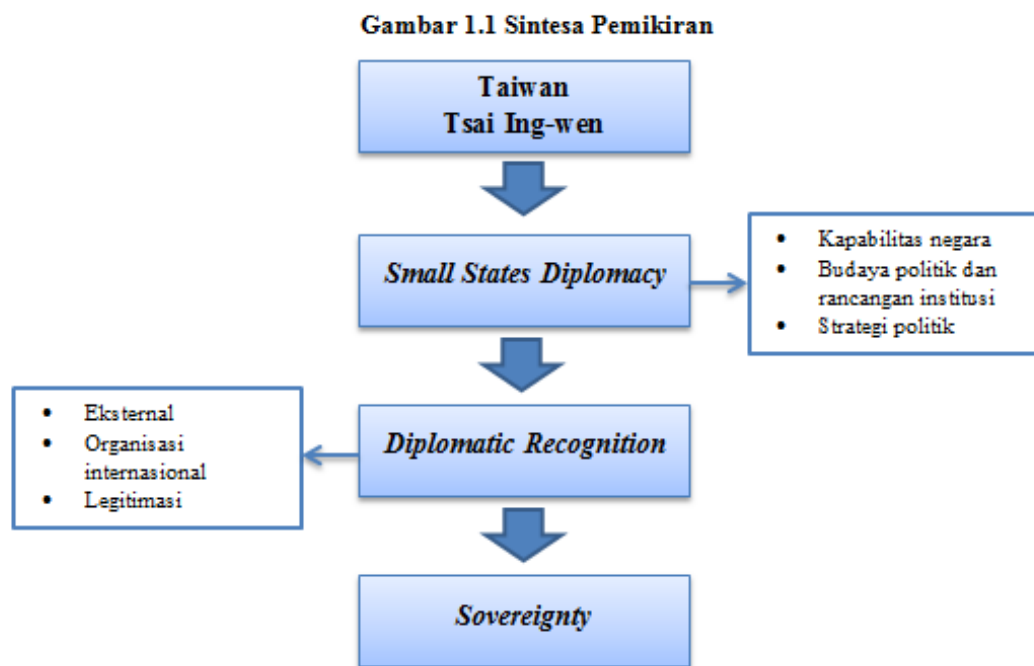 Gambar 1.1 Sintesa Pemikiran
Taiwan
Tsai Ing-wen
Small States Diplomacy
• Kapabilitas negara
• Budaya politik dan
rancangan institusi
• Strategi politik
• Eksternal
• Organisasi
internasional
• Legitimasi
Diplomatic Recognition
Sovereignty